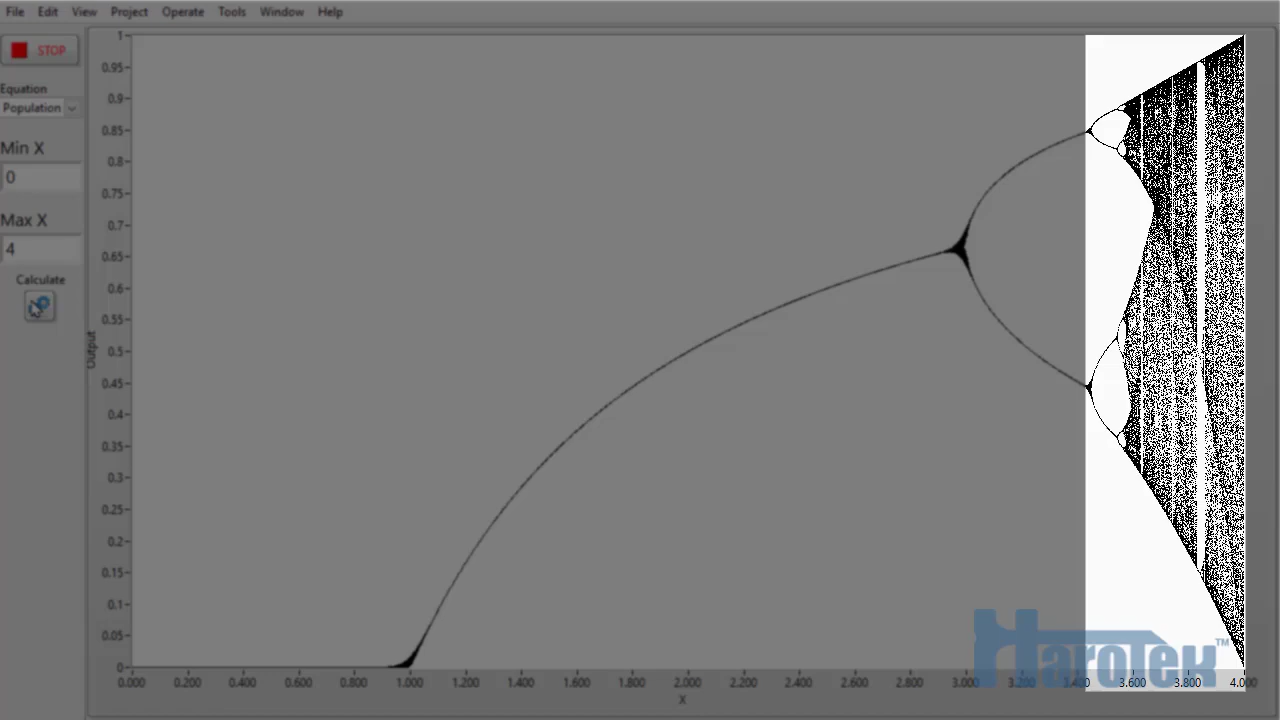 File Edit View Project Operate Tools Window Help
STOP
Equation
Population
Min X
0
Max X
4
Calculate
Output
1
0.95
0.9
0.85
0.8
0.75
0.7
0.65
0.6
0.55
0.5
0.45
0.4
0.35
0.3
0.25
0.2
0.15
0.1
0.05
0
0.000 0.200 0.400 0.600 0.800 1.000 1.200 1.400 1.600 1.800 2.000 2.200 2.400 2.600 2.800 3.000 3.200 3.400 3.600 3.800 4.000
X
HaroTek™